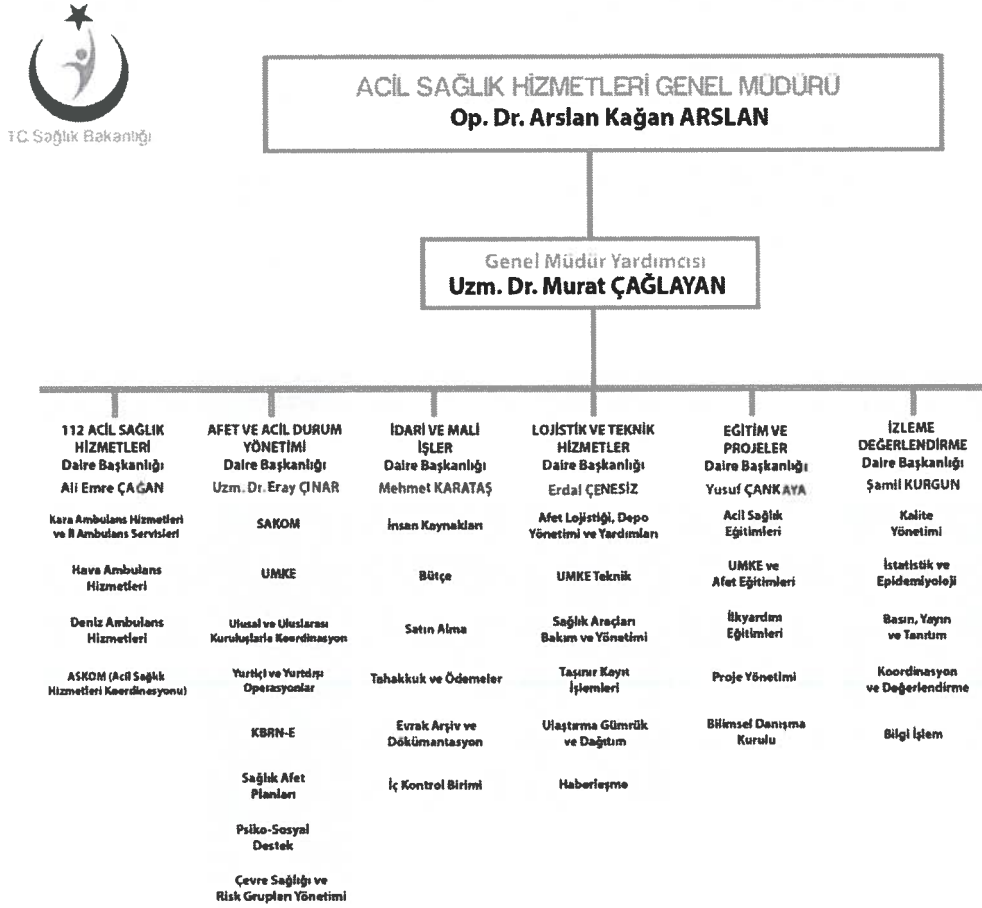 T.C. Sağlık Bakanlığı
ACİL SAĞLIK HİZMETLERİ GENEL MÜDÜRÜ
Op. Dr. Arslan Kağan ARSLAN
Genel Müdür Yardımcısı
Uzm. Dr. Murat ÇAĞLAYAN
112 ACİL SAĞLIK
HİZMETLERİ
Daire Başkanlığı
Ali Emre ÇAĞAN
Kara Ambulans Hizmetleri
ve İl Ambulans Servisleri
Hava Ambulans
Hizmetleri
Deniz Ambulans
Hizmetleri
ASKOM (Acil Sağlık
Hizmetleri Koordinasyonu)
AFET VE ACİL DURUM
YÖNETİMİ
Daire Başkanlığı
Uzm. Dr. Eray ÇINAR
SAKOM
UMKE
Ulusal ve Uluslarası
Kuruluşlarla Koordinasyon
Yurtiçi ve Yurtdışı
Operasyonlar
KBRN-E
Sağlık Afet
Planları
Psiko-Sosyal
Destek
Çevre Sağlığı ve
Risk Grupları Yönetimi
İDARİ VE MALİ
İŞLER
Daire Başkanlığı
Mehmet KARATAŞ
İnsan Kaynakları
Bütçe
Satın Alma
Tahakkuk ve Ödemeler
Evrak Arşiv ve
Dökümantasyon
İç Kontrol Birimi
LOJİSTİK VE TEKNİK
HİZMETLER
Daire Başkanlığı
Erdal ÇENESİZ
Afet Lojistiği, Depo
Yönetimi ve Yardımları
UMKE Teknik
Sağlık Araçları
Bakım ve Yönetimi
Taşınır Kayıt
İşlemleri
Ulaştırma Gümrük
ve Dağıtım
Haberleşme
EĞİTİM VE
PROJELER
Daire Başkanlığı
Yusuf ÇANKAYA
Acil Sağlık
Eğitimleri
UMKE ve
Afet Eğitimleri
İlkyardım
Eğitimleri
Proje Yönetimi
Bilimsel Danışma
Kurulu
İZLEME
DEĞERLENDİRME
Daire Başkanlığı
Şamil KURGUN
Kalite
Yönetimi
İstatistik ve
Epidemiyoloji
Basın, Yayın
ve Tanıtım
Koordinasyon
ve Değerlendirme
Bilgi İşlem